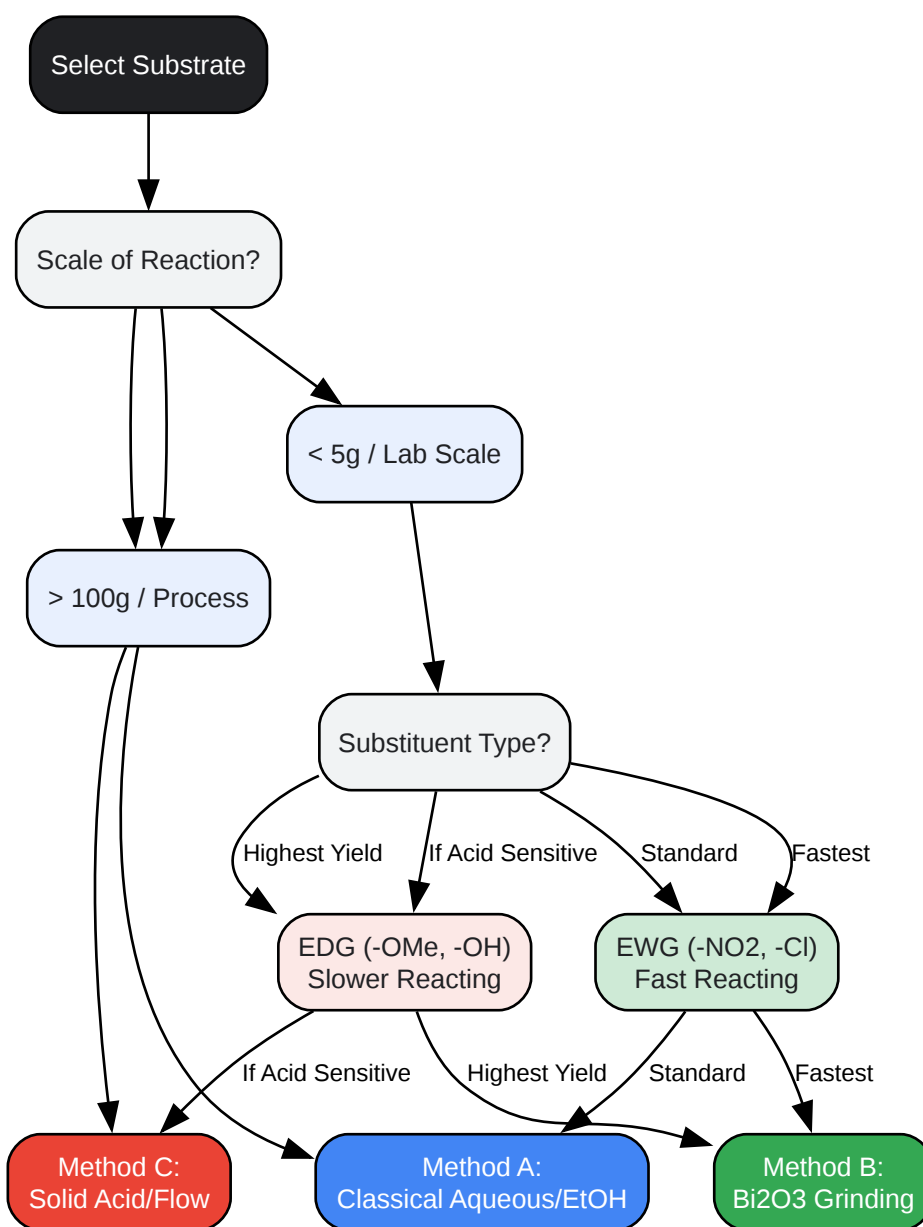 Select Substrate
Scale of Reaction?
< 5g / Lab Scale
> 100g / Process
Substituent Type?
Highest Yield
If Acid Sensitive
Standard
Fastest
EDG (-OMe, -OH)
Slower Reacting
EWG (-NO2, -Cl)
Fast Reacting
If Acid Sensitive
Highest Yield
Standard
Fastest
Method C:
Solid Acid/Flow
Method A:
Classical Aqueous/EtOH
Method B:
Bi2O3 Grinding